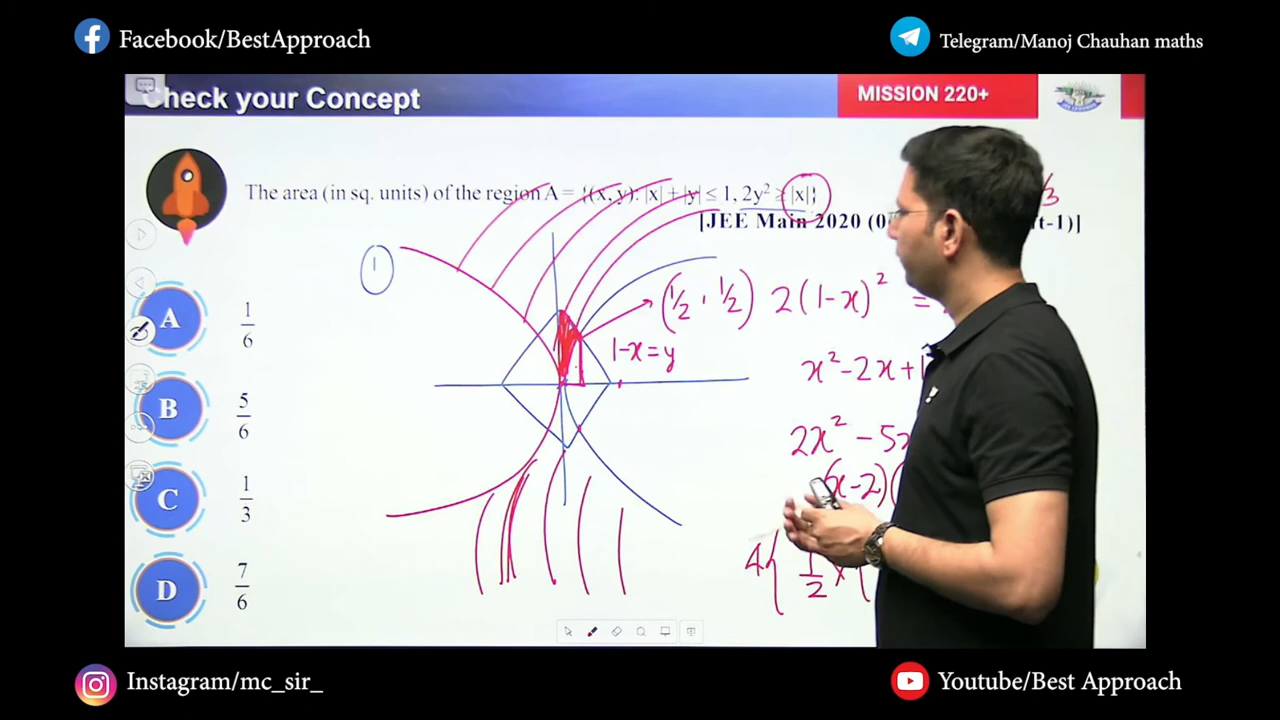 Facebook/BestApproach
Telegram/Manoj Chauhan maths
Check your Concept
MISSION 220+
The area (in sq. units) of the region A = {(x, y): |x| + |y| ≤ 1, 2y² ≥ |x|}
[JEE Main 2020
t-1)]
1
A 1/6
B 5/6
C 1/3
D 7/6
(1/2, 1/2)
2(1-x)² =
1-x=y
x²-2x+1
2x² - 5x
(x-2)(
4{ 1/2 × {
Instagram/mc_sir_
Youtube/Best Approach